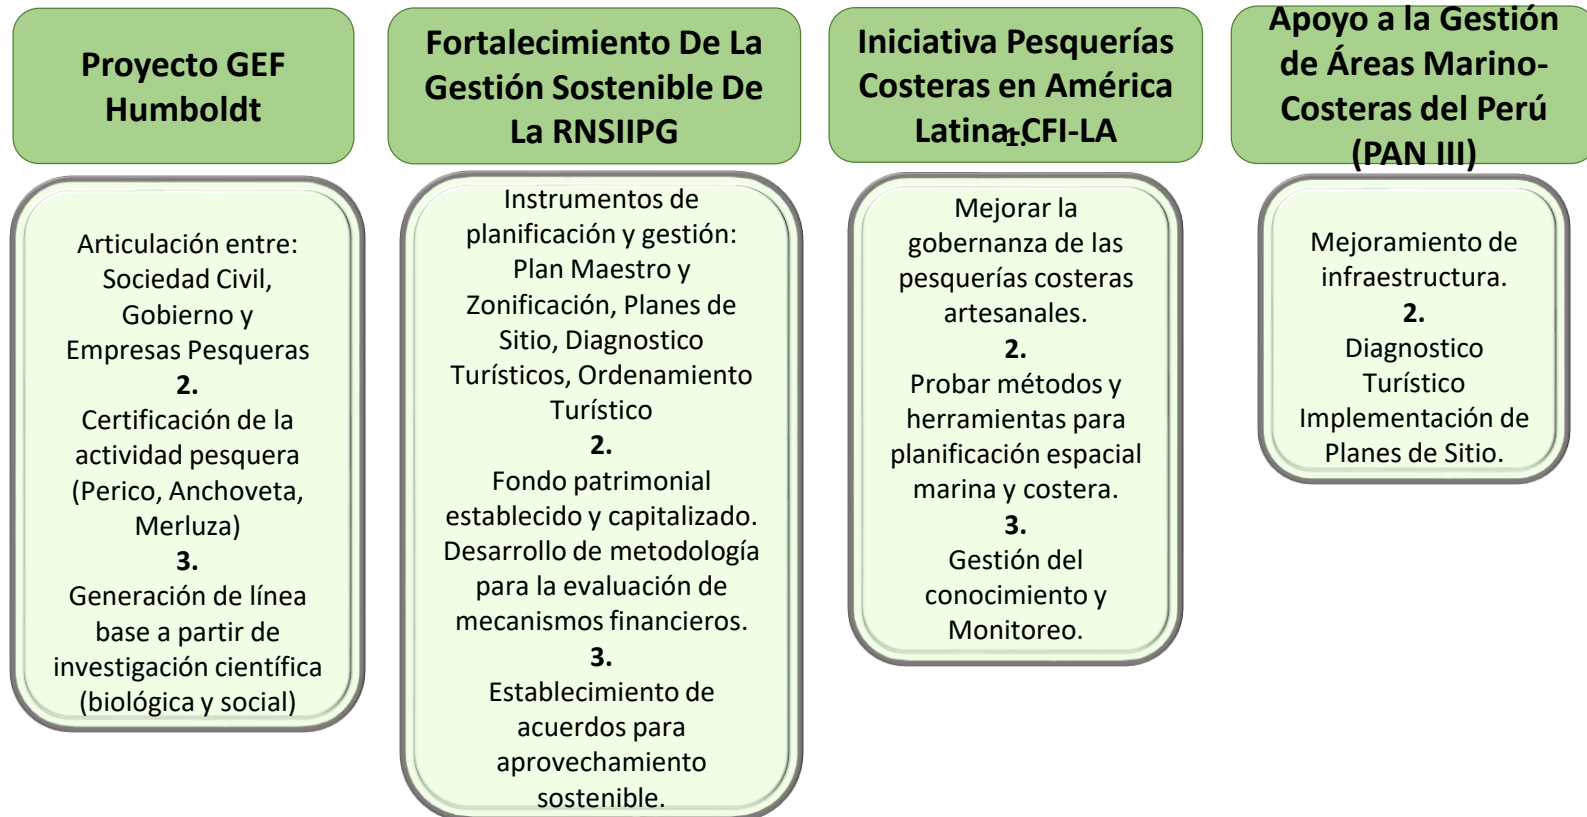 Proyecto GEF
Humboldt
Articulación entre:
Sociedad Civil,
Gobierno y
Empresas Pesqueras
2.
Certificación de la
actividad pesquera
(Perico, Anchoveta,
Merluza)
3.
Generación de línea
base a partir de
investigación científica
(biológica y social)
Fortalecimiento De La
Gestión Sostenible De
La RNSIIPG
Instrumentos de
planificación y gestión:
Plan Maestro y
Zonificación, Planes de
Sitio, Diagnostico
Turísticos, Ordenamiento
Turístico
2.
Fondo patrimonial
establecido y capitalizado.
Desarrollo de metodología
para la evaluación de
mecanismos financieros.
3.
Establecimiento de
acuerdos para
aprovechamiento
sostenible.
Iniciativa Pesquerías
Costeras en América
Latina-CFI-LA
1.
Mejorar la
gobernanza de las
pesquerías costeras
artesanales.
2.
Probar métodos y
herramientas para
planificación espacial
marina y costera.
3.
Gestión del
conocimiento y
Monitoreo.
Apoyo a la Gestión
de Áreas Marino-
Costeras del Perú
(PAN III)
Mejoramiento de
infraestructura.
2.
Diagnostico
Turístico
Implementación de
Planes de Sitio.